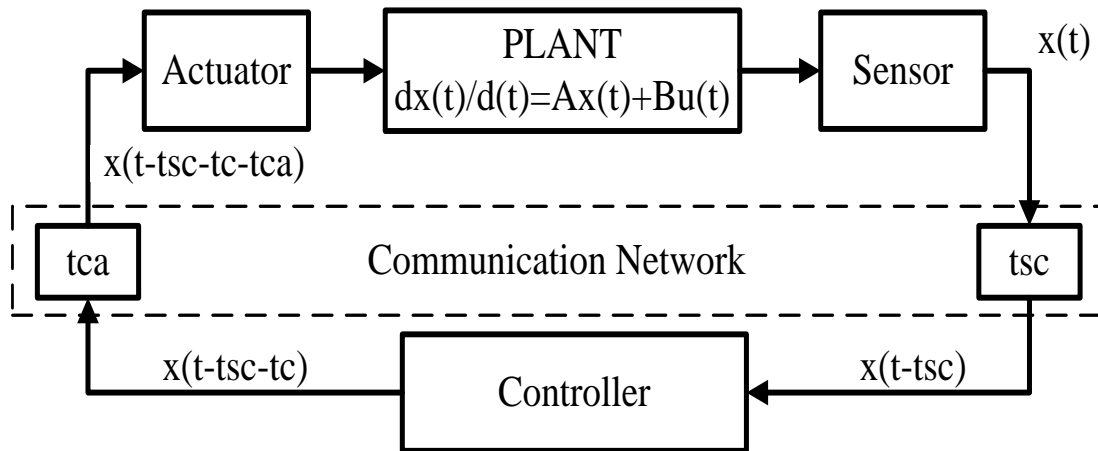 Actuator
PLANT
dx(t)/d(t)=Ax(t)+Bu(t)
Sensor
x(t)
x(t-tsc-tc-tca)
tca
Communication Network
tsc
x(t-tsc-tc)
Controller
x(t-tsc)